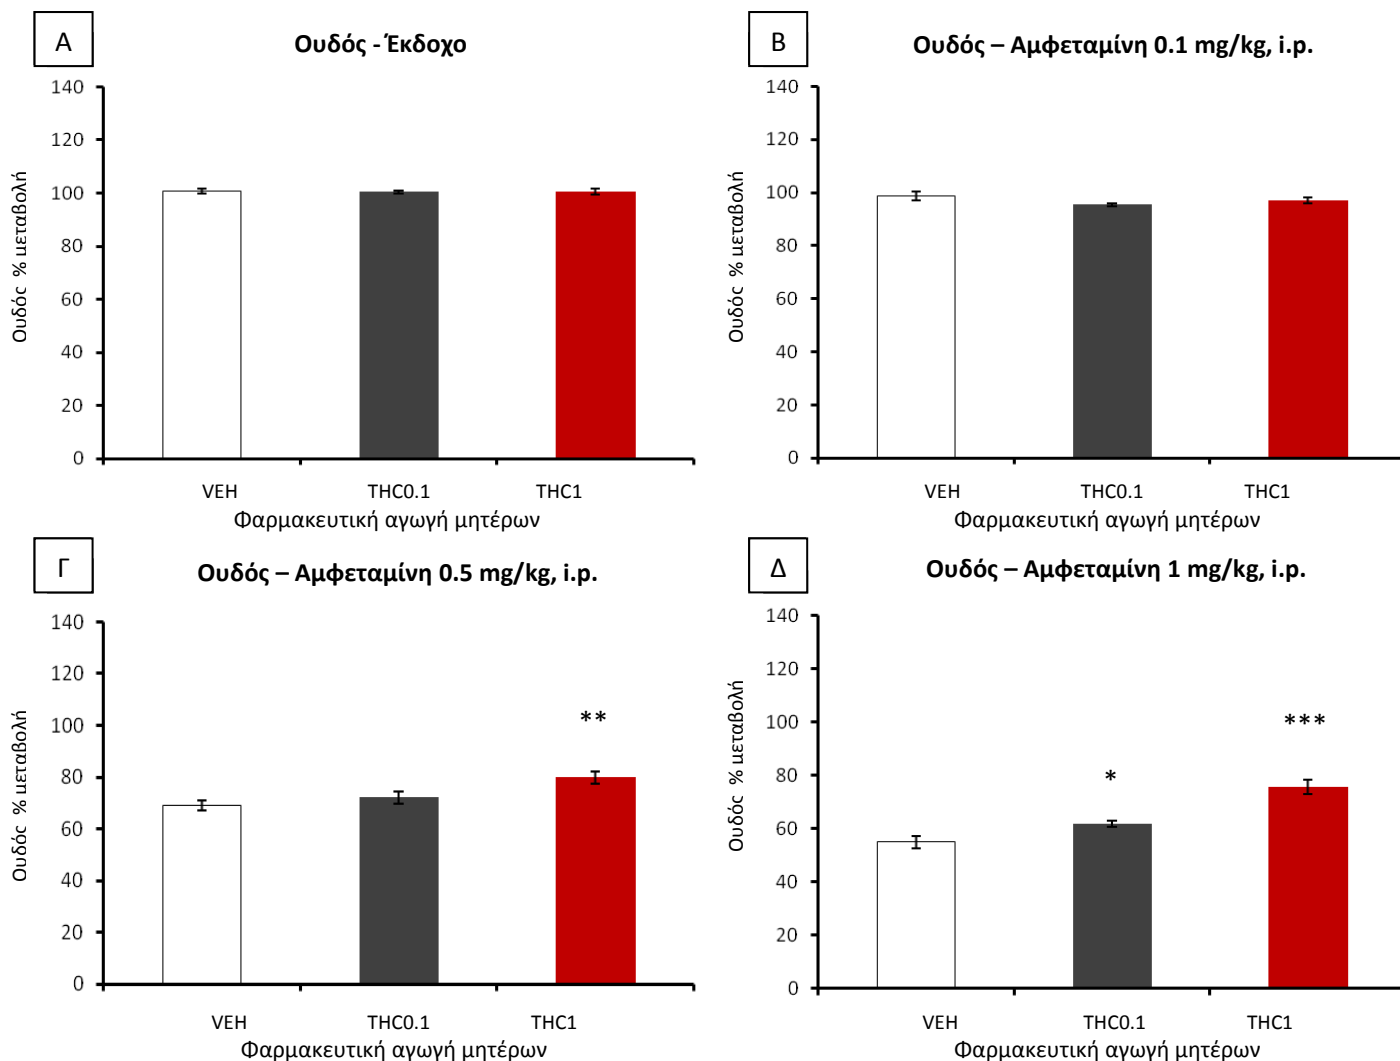 Α
Ουδός - Έκδοχο
140
120
100
80
60
40
20
0
Ουδός % μεταβολή
VEH THC0.1 THC1
Φαρμακευτική αγωγή μητέρων
Β
Ουδός – Αμφεταμίνη 0.1 mg/kg, i.p.
140
120
100
80
60
40
20
0
Ουδός % μεταβολή
VEH THC0.1 THC1
Φαρμακευτική αγωγή μητέρων
Γ
Ουδός – Αμφεταμίνη 0.5 mg/kg, i.p.
140
120
100
80
60
40
20
0
Ουδός % μεταβολή
**
VEH THC0.1 THC1
Φαρμακευτική αγωγή μητέρων
Δ
Ουδός – Αμφεταμίνη 1 mg/kg, i.p.
140
120
100
80
60
40
20
0
Ουδός % μεταβολή
*
***
VEH THC0.1 THC1
Φαρμακευτική αγωγή μητέρων